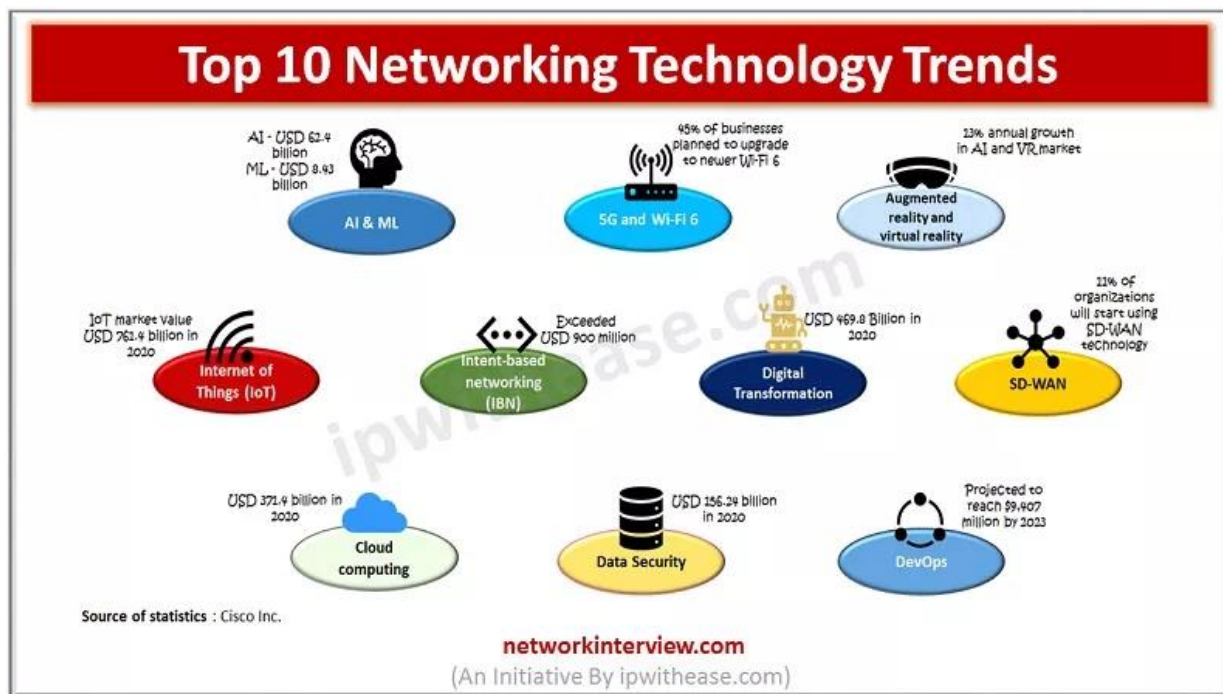 Top 10 Networking Technology Trends
AI - USD 62.4
billion
ML - USD 8.43
billion
AI & ML
45% of businesses
planned to upgrade
to newer Wi-Fi 6
5G and Wi-Fi 6
23% annual growth
in AI and VR market
Augmented
reality and
virtual reality
IoT market value
USD 761.4 billion in
2020
Internet of
Things (IoT)
Exceeded
USD 900 million
Intent-based
networking
(IBN)
USD 469.8 Billion in
2020
Digital
Transformation
21% of
organizations
will start using
SD-WAN
technology
SD-WAN
USD 371.4 billion in
2020
Cloud
computing
USD 156.24 billion
in 2020
Data Security
Projected to
reach $9,407
million by 2023
DevOps
ipwithease.com
Source of statistics : Cisco Inc.
networkinterview.com
(An Initiative By ipwithease.com)